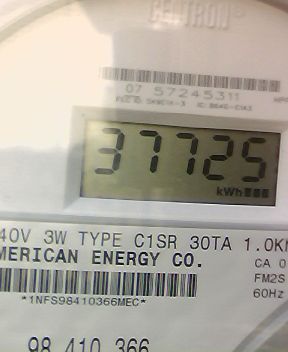 CENTRON®
07 57245311
37725
kWh
40V 3W TYPE C1SR 30TA 1.0K
MERICAN ENERGY CO.
CA 0
FM2S
*1NFS98410366MEC*
60Hz
98 410 366